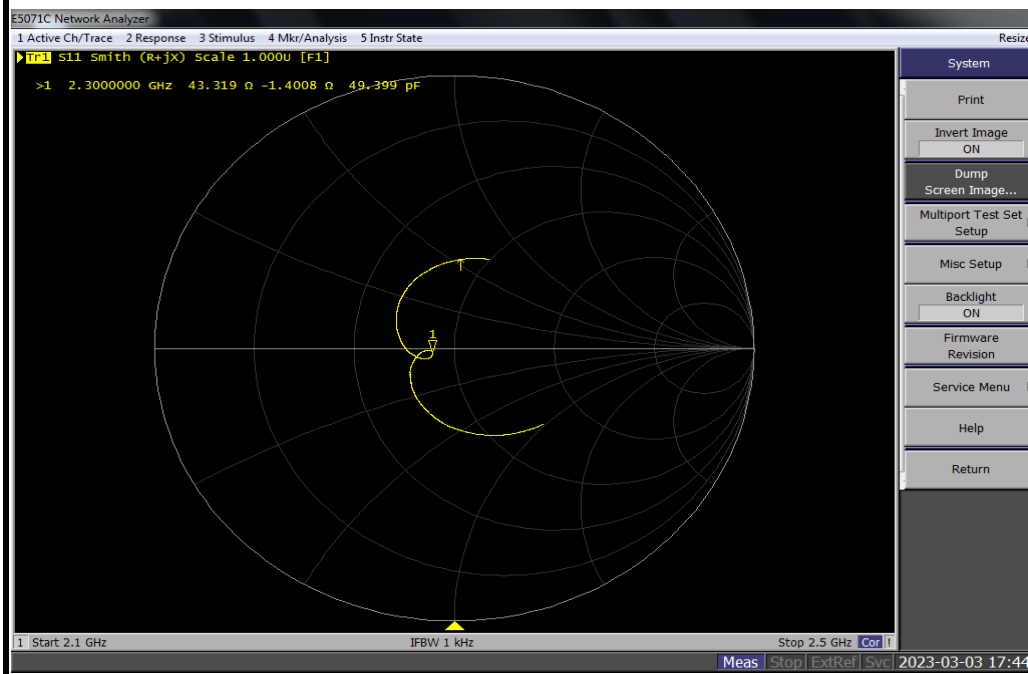 E5071C Network Analyzer
1 Active Ch/Trace 2 Response 3 Stimulus 4 Mkr/Analysis 5 Instr State
Resize
Tr1 S11 Smith (R+jX) Scale 1.000U [F1]
>1 2.3000000 GHz 43.319 Ω -1.4008 Ω 49.399 pF
1
System
Print
Invert Image
ON
Dump
Screen Image...
Multiport Test Set
Setup
Misc Setup
Backlight
ON
Firmware
Revision
Service Menu
Help
Return
1 Start 2.1 GHz IFBW 1 kHz Stop 2.5 GHz Cor !
Meas Stop ExtRef Svc 2023-03-03 17:44